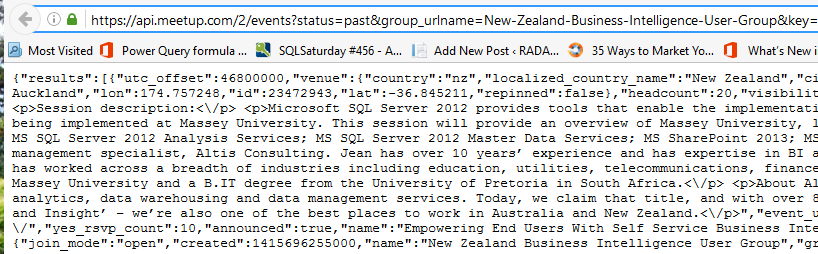 https://api.meetup.com/2/events?status=past&group_urlname=New-Zealand-Business-Intelligence-User-Group&key=
Most Visited Power Query formula ... SQLSaturday #456 - A... Add New Post ‹ RADA... 35 Ways to Market Yo... What's New i
{"results":[{"utc_offset":46800000,"venue":{"country":"nz","localized_country_name":"New Zealand","ci
Auckland","lon":174.757248,"id":23472943,"lat":-36.845211,"repinned":false},"headcount":20,"visibilit
<p>Session description:<\/p> <p>Microsoft SQL Server 2012 provides tools that enable the implementati
being implemented at Massey University. This session will provide an overview of Massey University, l
MS SQL Server 2012 Analysis Services; MS SQL Server 2012 Master Data Services; MS SharePoint 2013; MS
management specialist, Altis Consulting. Jean has over 10 years’ experience and has expertise in BI a
has worked across a breadth of industries including education, utilities, telecommunications, finance
Massey University and a B.IT degree from the University of Pretoria in South Africa.<\/p> <p>About Al
analytics, data warehousing and data management services. Today, we claim that title, and with over 8
and Insight’ – we’re also one of the best places to work in Australia and New Zealand.<\/p>","event_u
\/","yes_rsvp_count":10,"announced":true,"name":"Empowering End Users With Self Service Business Inte
{"join_mode":"open","created":1415696255000,"name":"New Zealand Business Intelligence User Group","gr